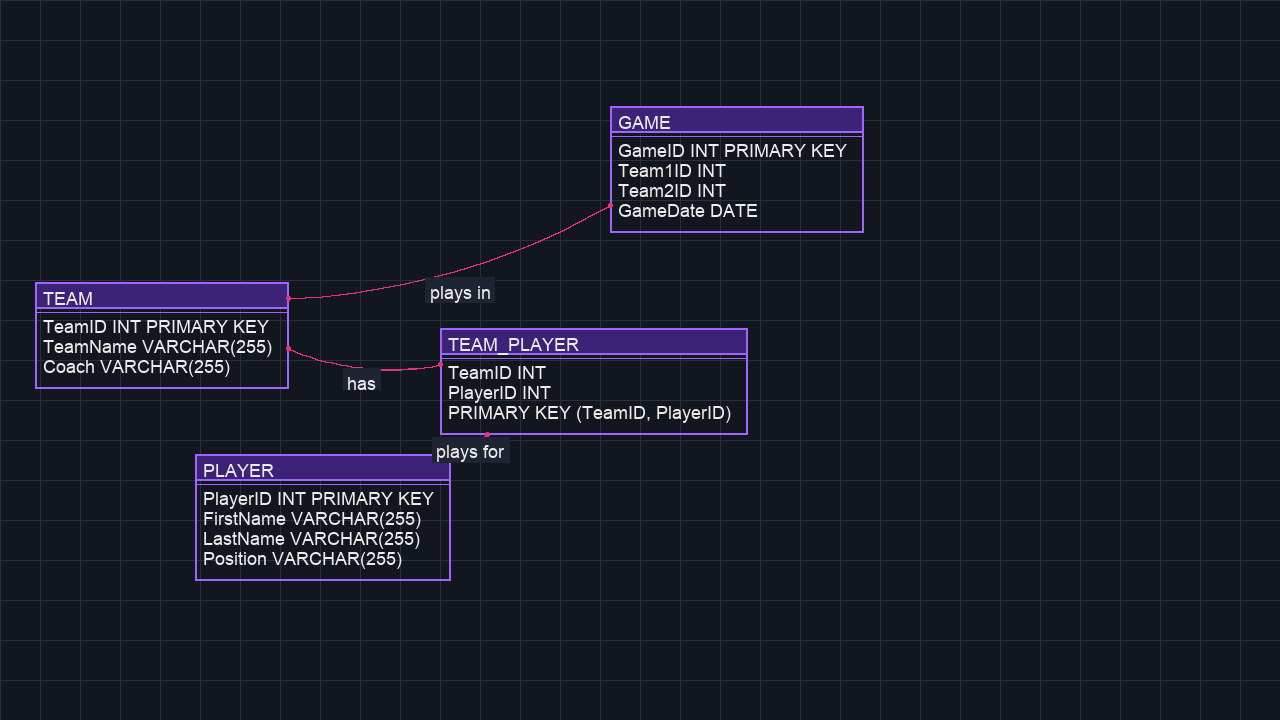 GAME
GameID INT PRIMARY KEY
Team1ID INT
Team2ID INT
GameDate DATE
plays in
TEAM
TeamID INT PRIMARY KEY
TeamName VARCHAR(255)
Coach VARCHAR(255)
has
TEAM_PLAYER
TeamID INT
PlayerID INT
PRIMARY KEY (TeamID, PlayerID)
plays for
PLAYER
PlayerID INT PRIMARY KEY
FirstName VARCHAR(255)
LastName VARCHAR(255)
Position VARCHAR(255)